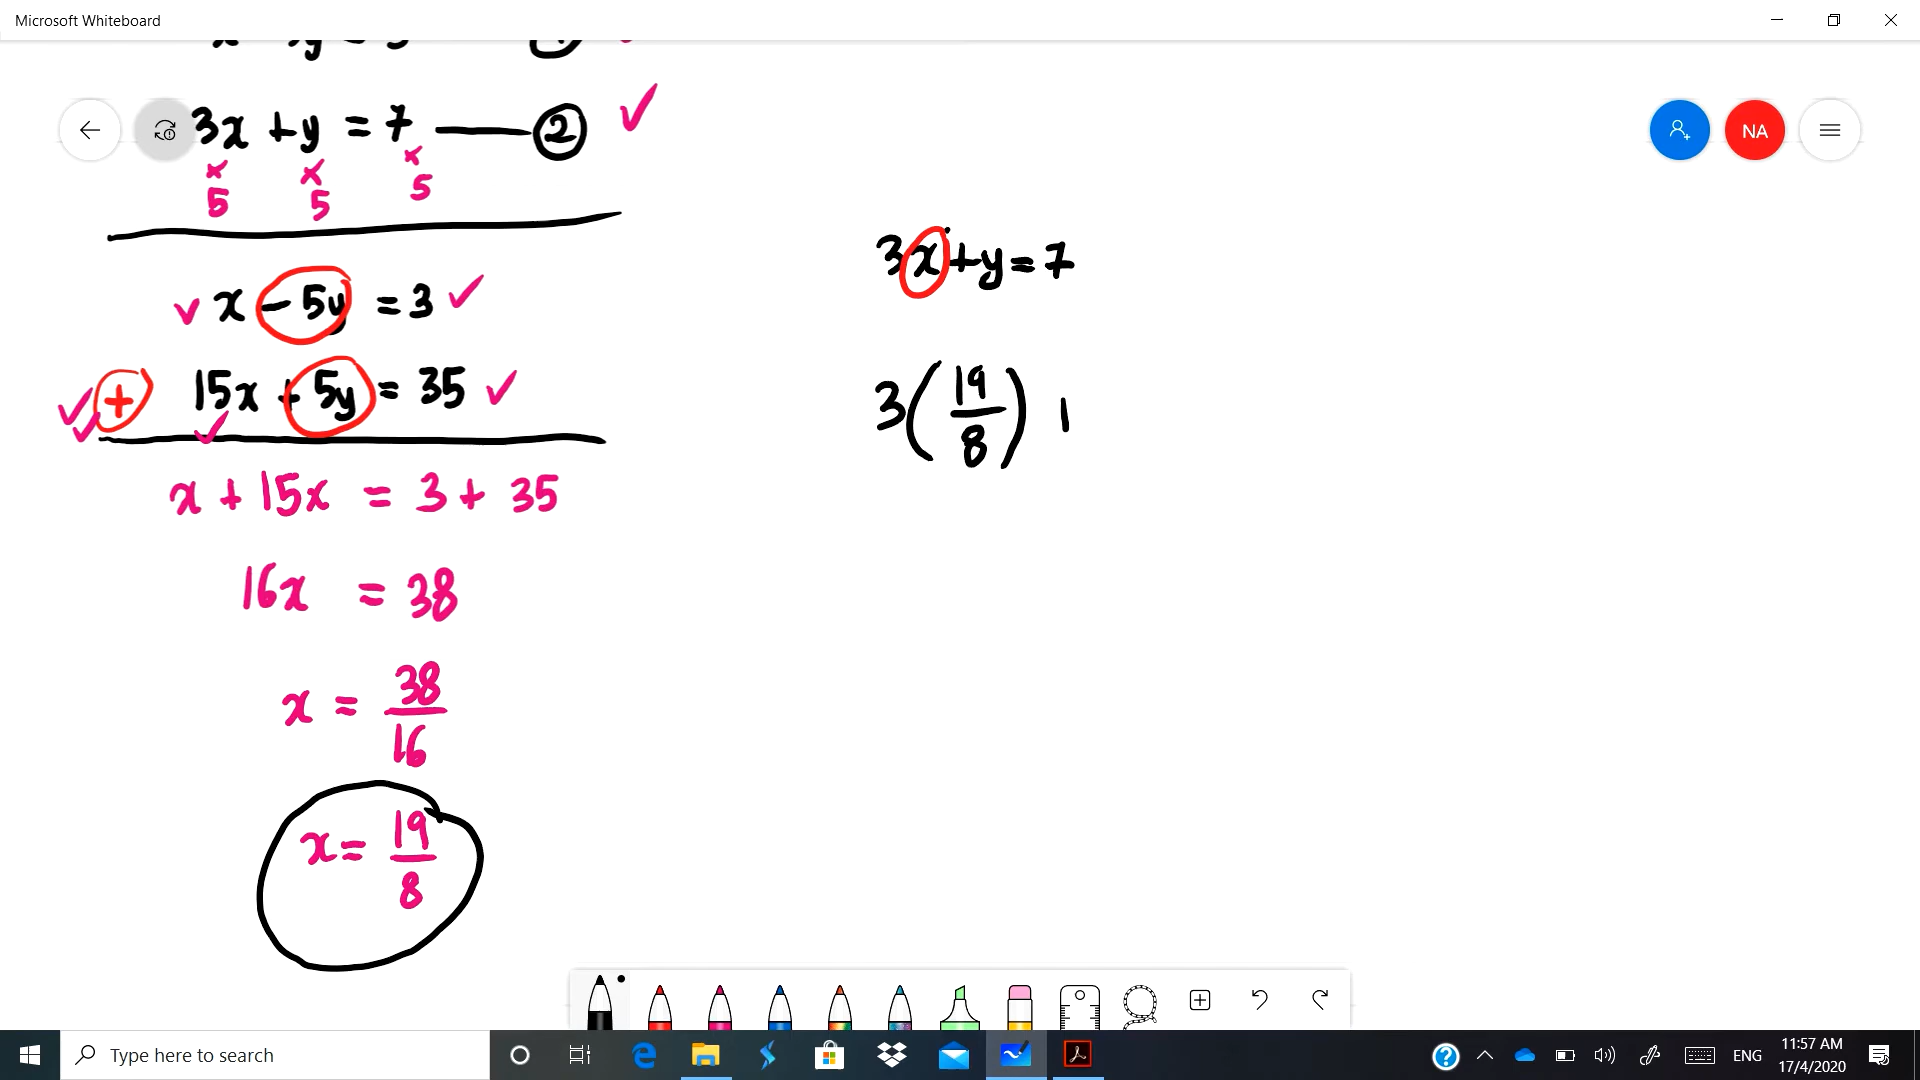 Microsoft Whiteboard
3x + y = 7 —— ②
× × ×
5 5 5
x - 5y = 3
+ 15x + 5y = 35
x + 15x = 3 + 35
16x = 38
x = 38/16
x = 19/8
3x + y = 7
3(19/8) 1
NA
Type here to search
ENG
11:57 AM
17/4/2020